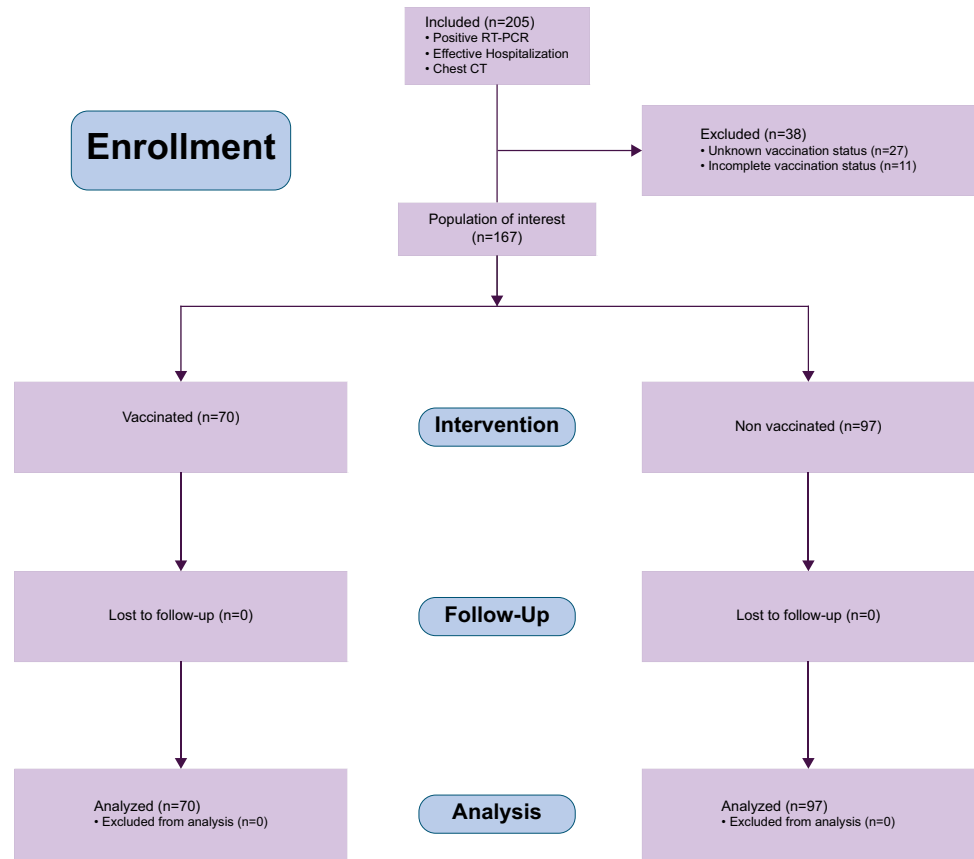 Included (n=205)
• Positive RT-PCR
• Effective Hospitalization
• Chest CT
Enrollment
Excluded (n=38)
• Unknown vaccination status (n=27)
• Incomplete vaccination status (n=11)
Population of interest
(n=167)
Vaccinated (n=70)
Intervention
Non vaccinated (n=97)
Lost to follow-up (n=0)
Follow-Up
Lost to follow-up (n=0)
Analyzed (n=70)
• Excluded from analysis (n=0)
Analysis
Analyzed (n=97)
• Excluded from analysis (n=0)